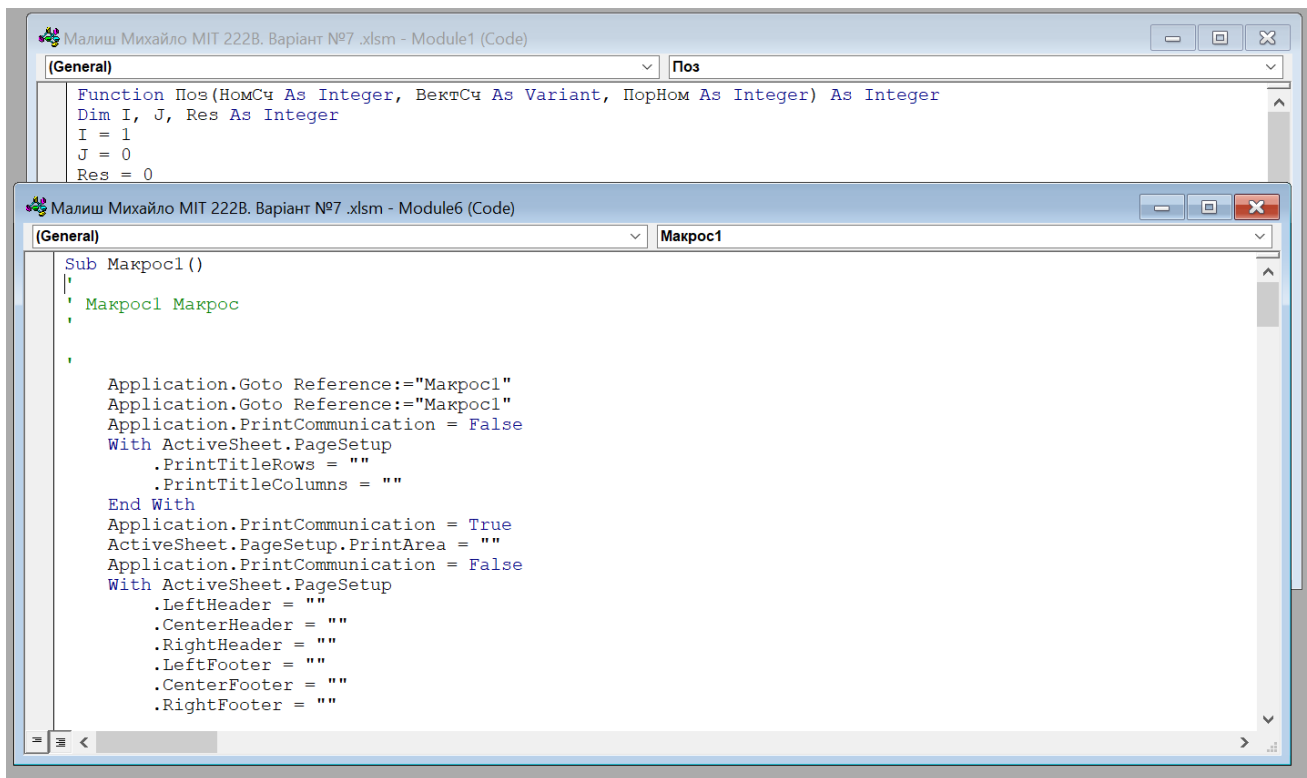 Малиш Михайло МІТ 222В. Варіант №7 .xlsm - Module1 (Code)
(General)
Поз
Function Поз(НомСч As Integer, ВектСч As Variant, ПорНом As Integer) As Integer
Dim I, J, Res As Integer
I = 1
J = 0
Res = 0
Малиш Михайло МІТ 222В. Варіант №7 .xlsm - Module6 (Code)
(General)
Макрос1
Sub Макрос1()
'
' Макрос1 Макрос
'
'
Application.Goto Reference:="Макрос1"
Application.Goto Reference:="Макрос1"
Application.PrintCommunication = False
With ActiveSheet.PageSetup
.PrintTitleRows = ""
.PrintTitleColumns = ""
End With
Application.PrintCommunication = True
ActiveSheet.PageSetup.PrintArea = ""
Application.PrintCommunication = False
With ActiveSheet.PageSetup
.LeftHeader = ""
.CenterHeader = ""
.RightHeader = ""
.LeftFooter = ""
.CenterFooter = ""
.RightFooter = ""